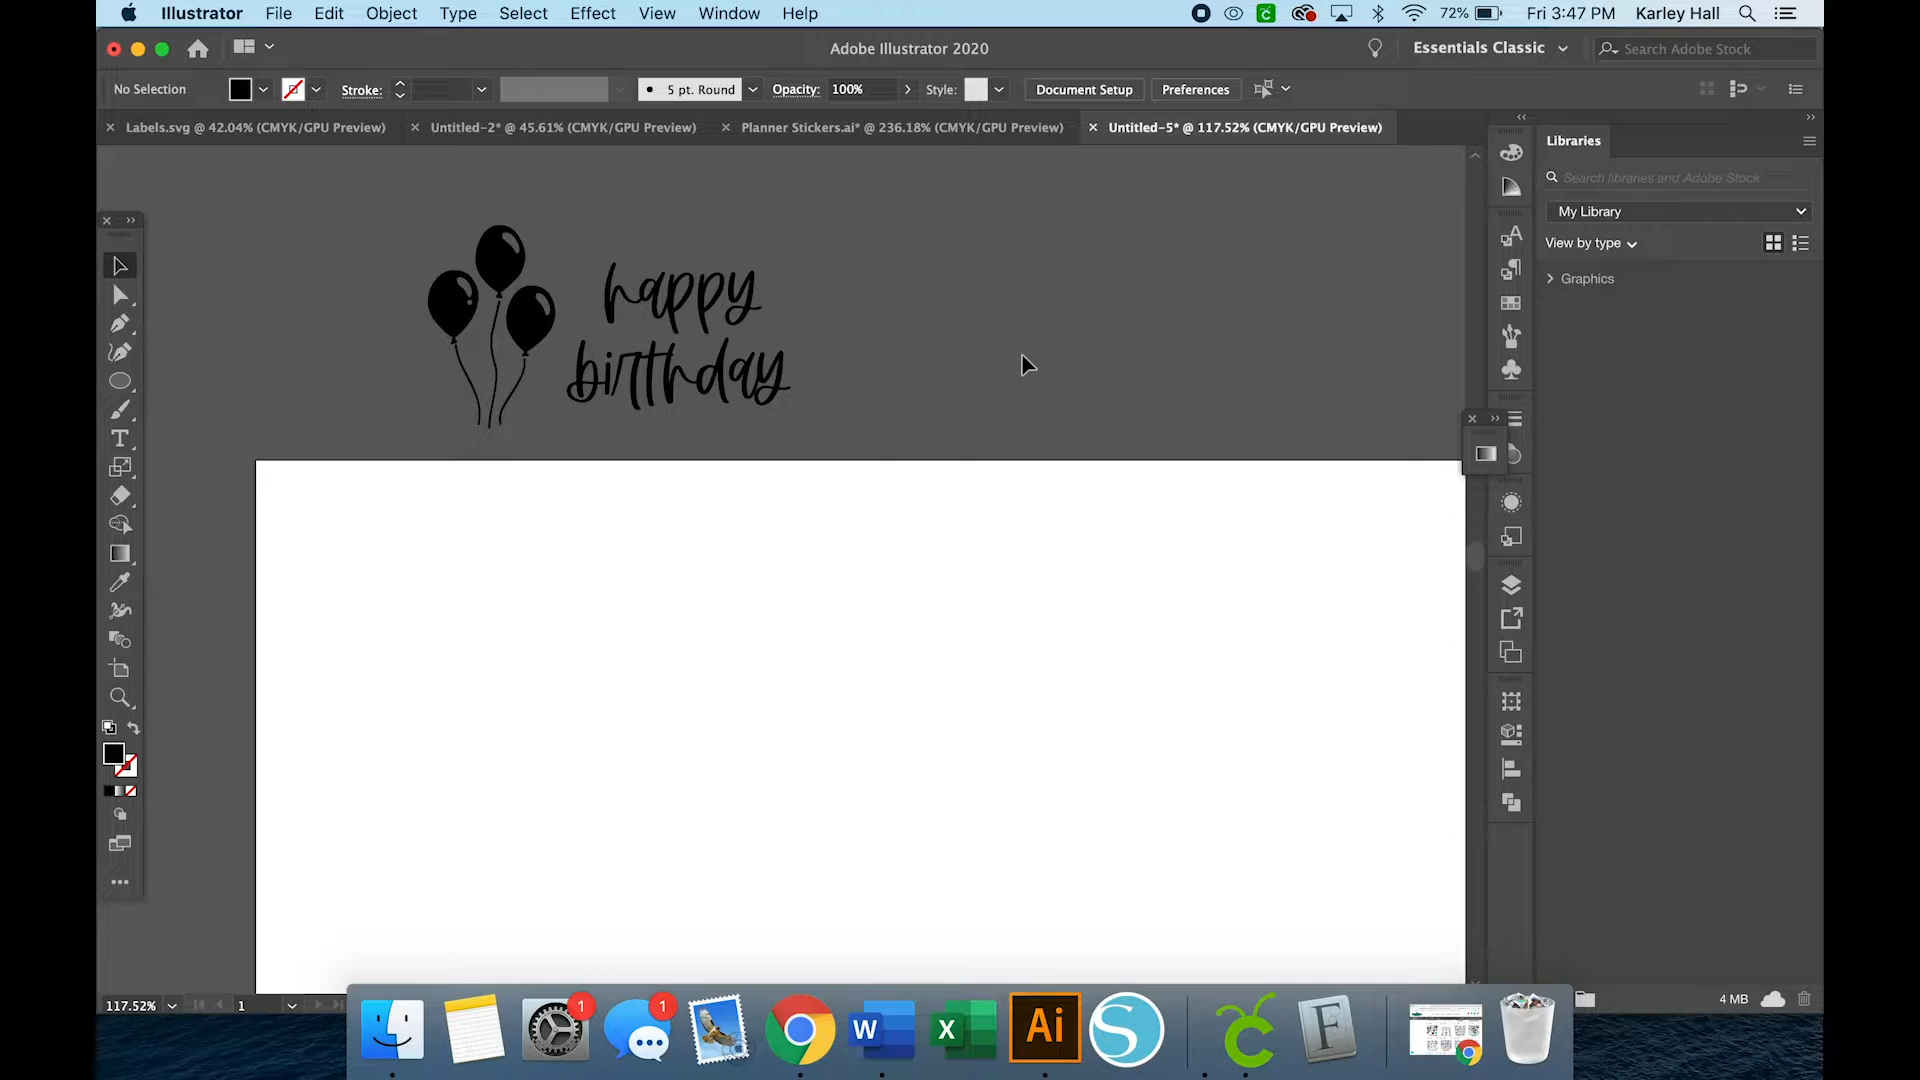 Illustrator File Edit Object Type Select Effect View Window Help 72% Fri 3:47 PM Karley Hall
Adobe Illustrator 2020 Essentials Classic Search Adobe Stock
No Selection Stroke: 5 pt. Round Opacity: 100% Style: Document Setup Preferences
Labels.svg @ 42.04% (CMYK/GPU Preview) Untitled-2* @ 45.61% (CMYK/GPU Preview) Planner Stickers.ai* @ 236.18% (CMYK/GPU Preview) Untitled-5* @ 117.52% (CMYK/GPU Preview)
Libraries
Search libraries and Adobe Stock
My Library
View by type
Graphics
happy
birthday
117.52% 1 4 MB
1 1 W X Ai S F